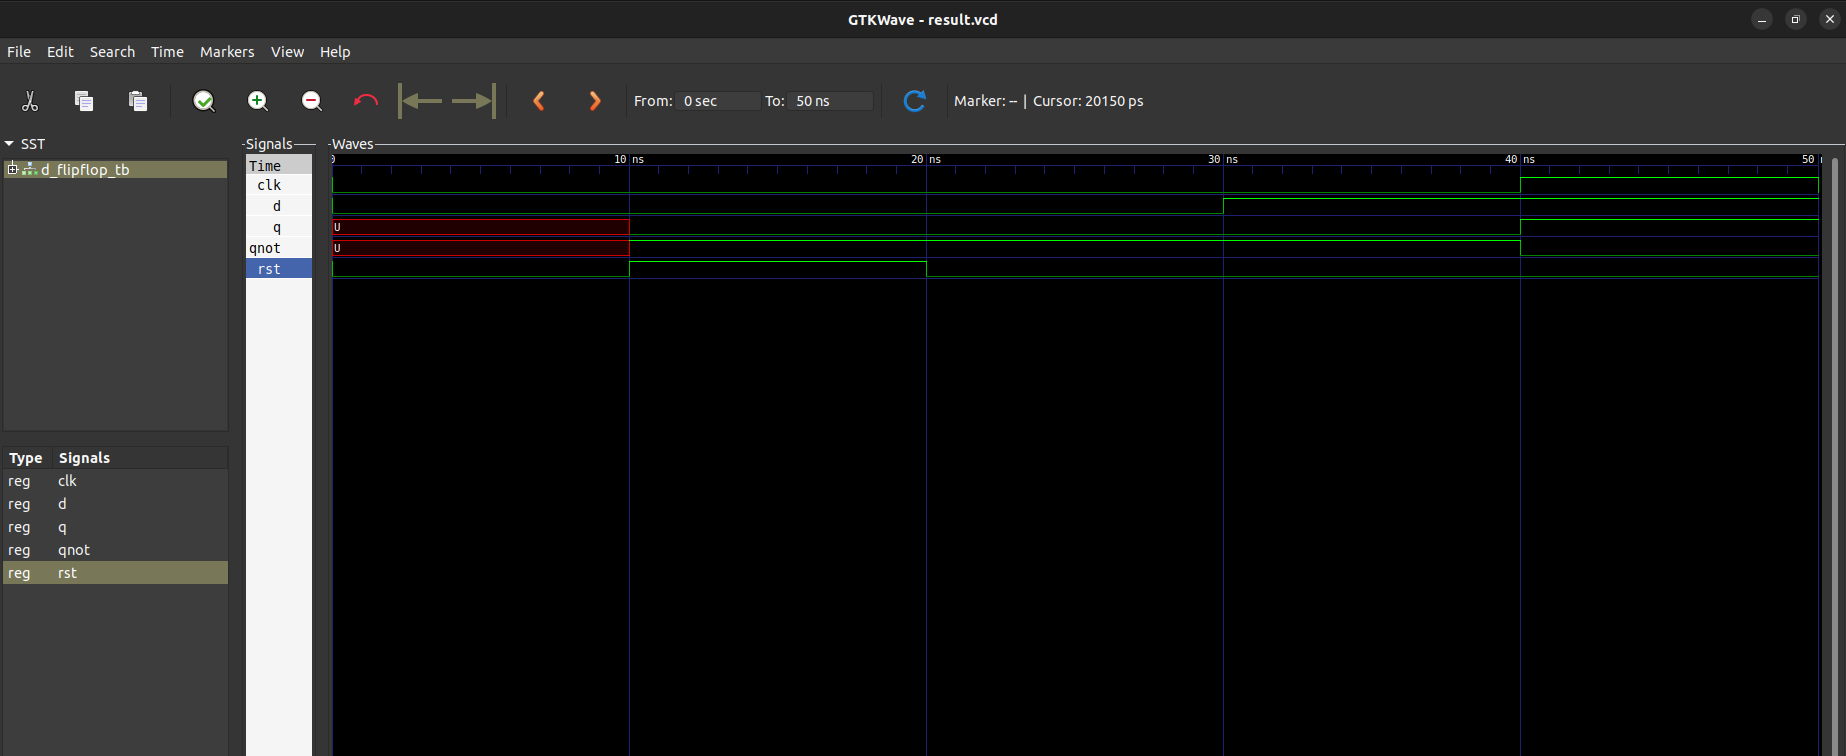 GTKWave - result.vcd
File Edit Search Time Markers View Help
From: 0 sec To: 50 ns Marker: -- | Cursor: 20150 ps
SST
d_flipflop_tb
Type Signals
reg clk
reg d
reg q
reg qnot
reg rst
Signals
Time
clk
d
q
qnot
rst
Waves
0 10 ns 20 ns 30 ns 40 ns 50
U
U